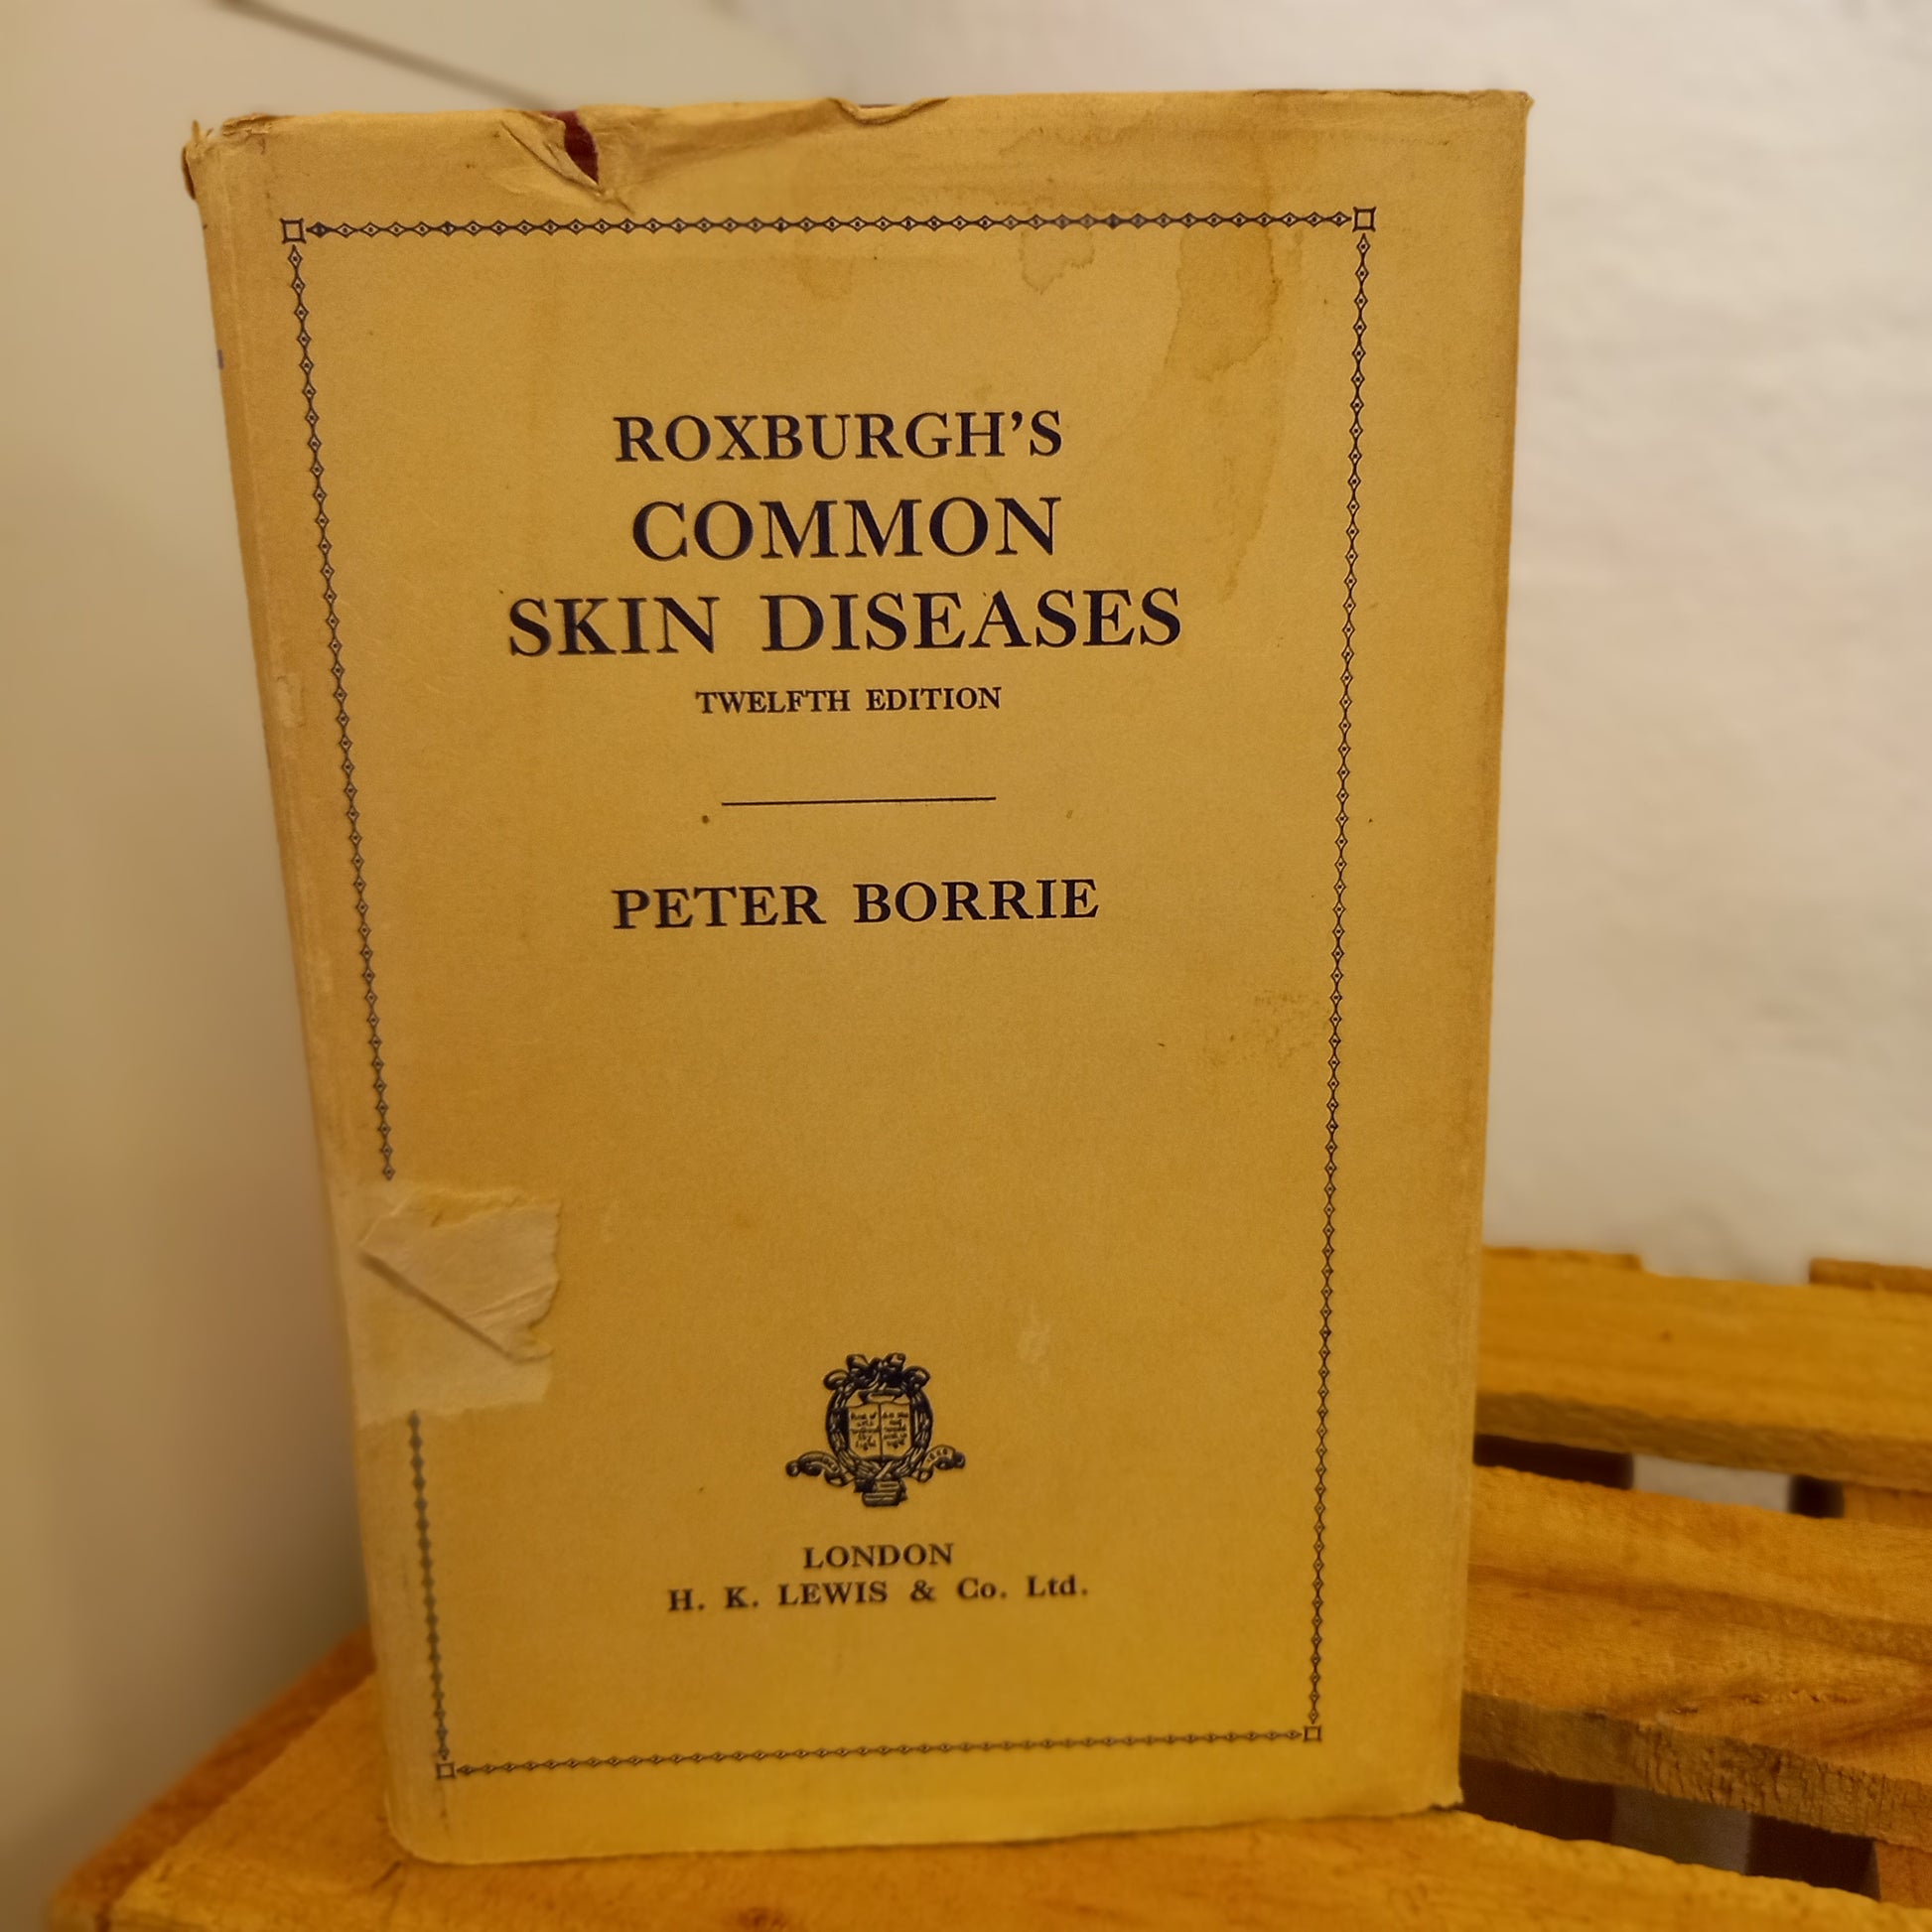 ROXBURGH'S
COMMON
SKIN DISEASES
TWELFTH EDITION
PETER BORRIE
LONDON
H. K. LEWIS & Co. Ltd.